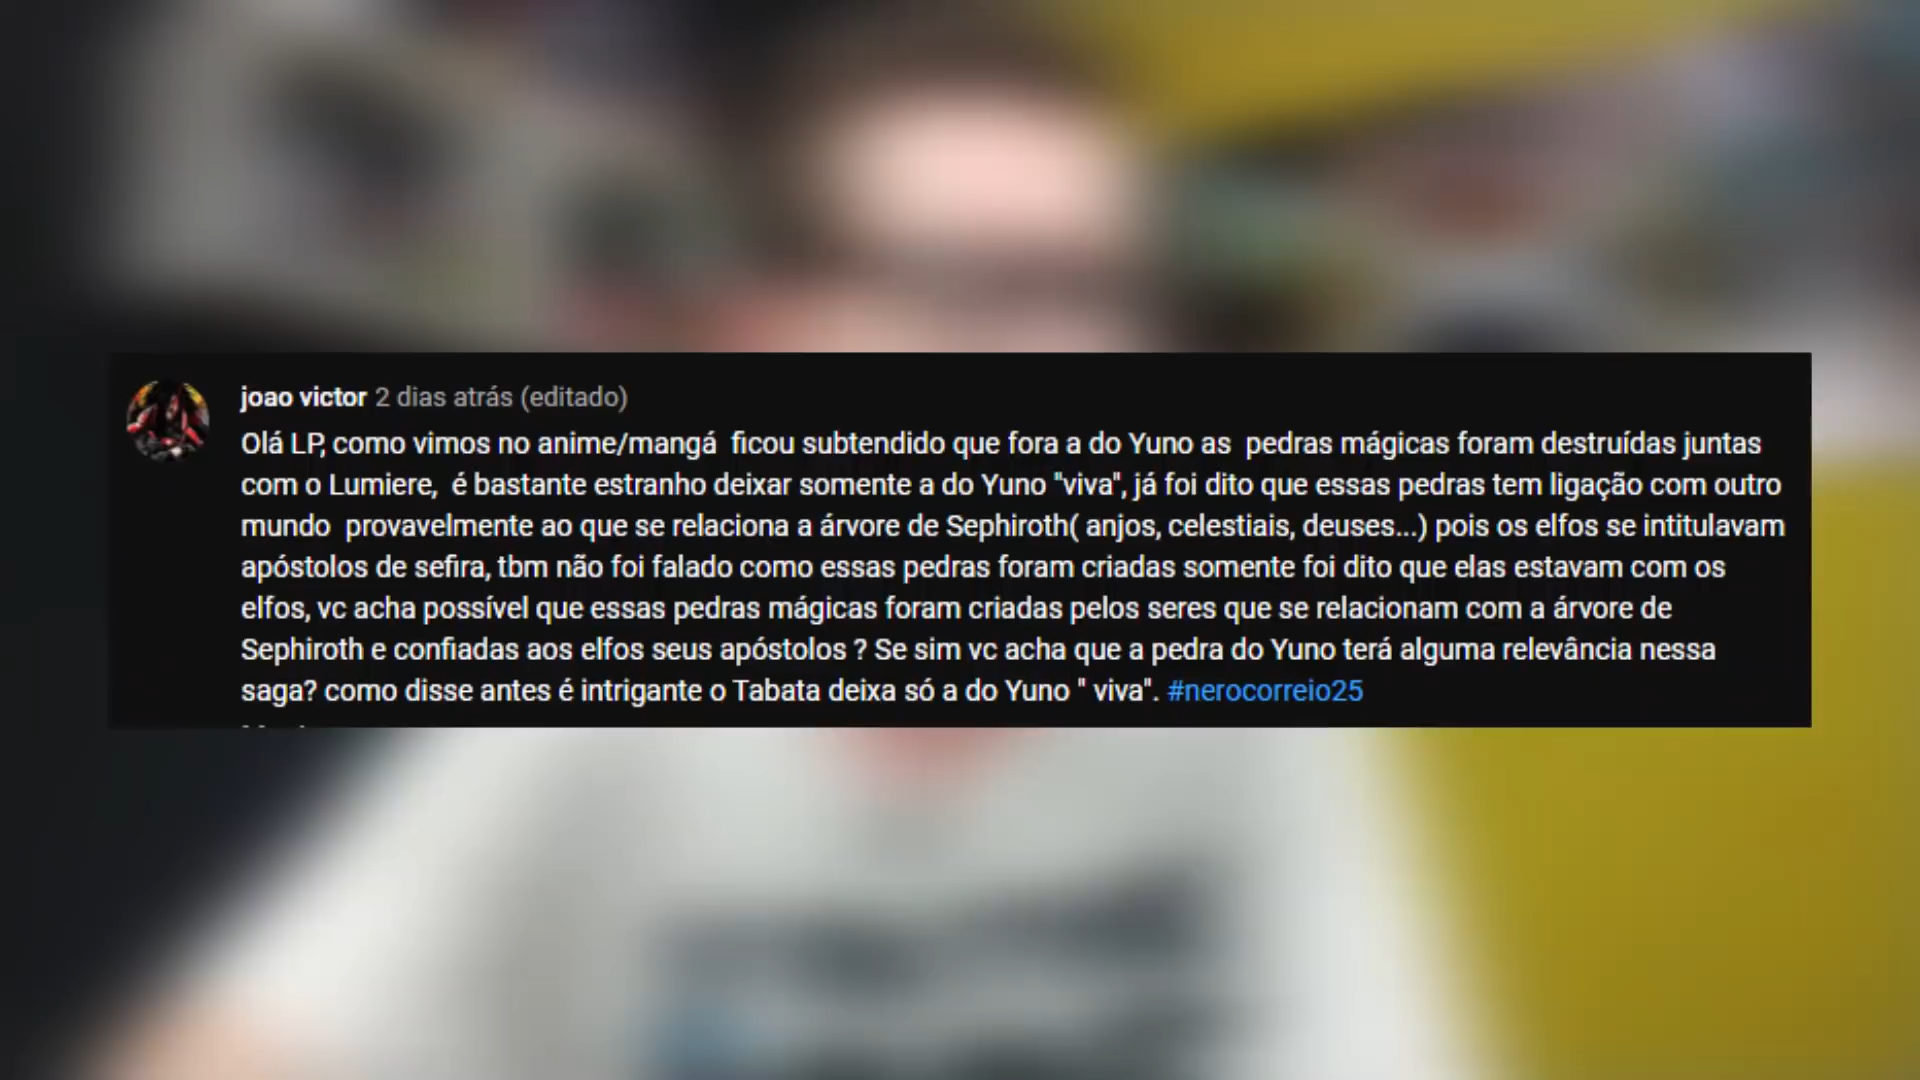 joao victor 2 dias atrás (editado)
Olá LP, como vimos no anime/mangá  ficou subtendido que fora a do Yuno as  pedras mágicas foram destruídas juntas
com o Lumiere,  é bastante estranho deixar somente a do Yuno "viva", já foi dito que essas pedras tem ligação com outro
mundo  provavelmente ao que se relaciona a árvore de Sephiroth( anjos, celestiais, deuses...) pois os elfos se intitulavam
apóstolos de sefira, tbm não foi falado como essas pedras foram criadas somente foi dito que elas estavam com os
elfos, vc acha possível que essas pedras mágicas foram criadas pelos seres que se relacionam com a árvore de
Sephiroth e confiadas aos elfos seus apóstolos ? Se sim vc acha que a pedra do Yuno terá alguma relevância nessa
saga? como disse antes é intrigante o Tabata deixa só a do Yuno " viva". #nerocorreio25